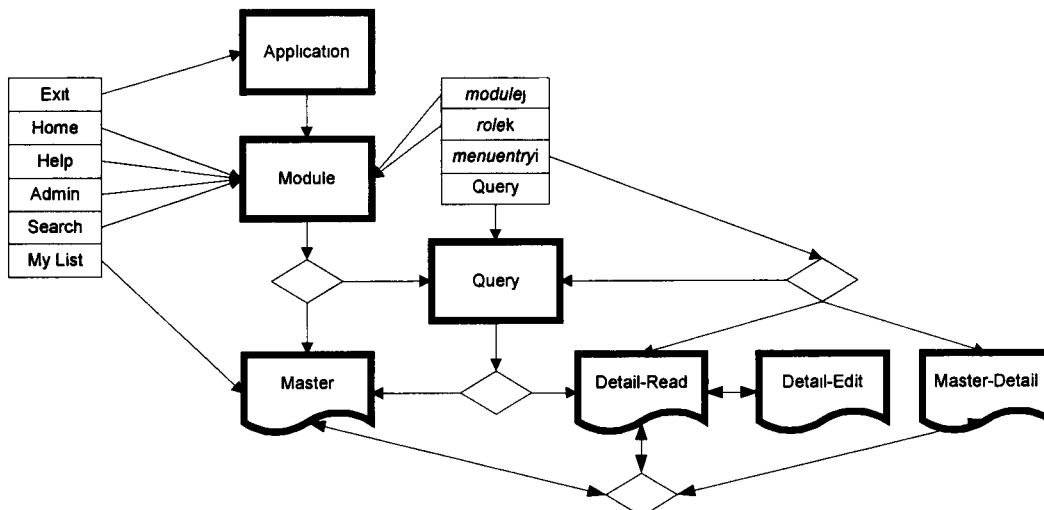 Application
Exit
Home
Help
Admin
Search
My List
Module
modulej
rolek
menuentryi
Query
Query
Master
Detail-Read
Detail-Edit
Master-Detail